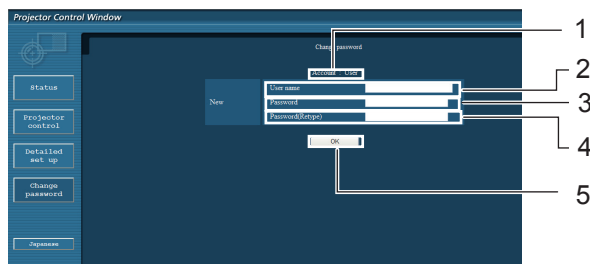 Projector Control Window
Change password
1
Account User
2
User name
Status
New
Password
3
Password(Retype)
Projector
control
4
OK
Detailed
set up
Change
password
5
Japanese